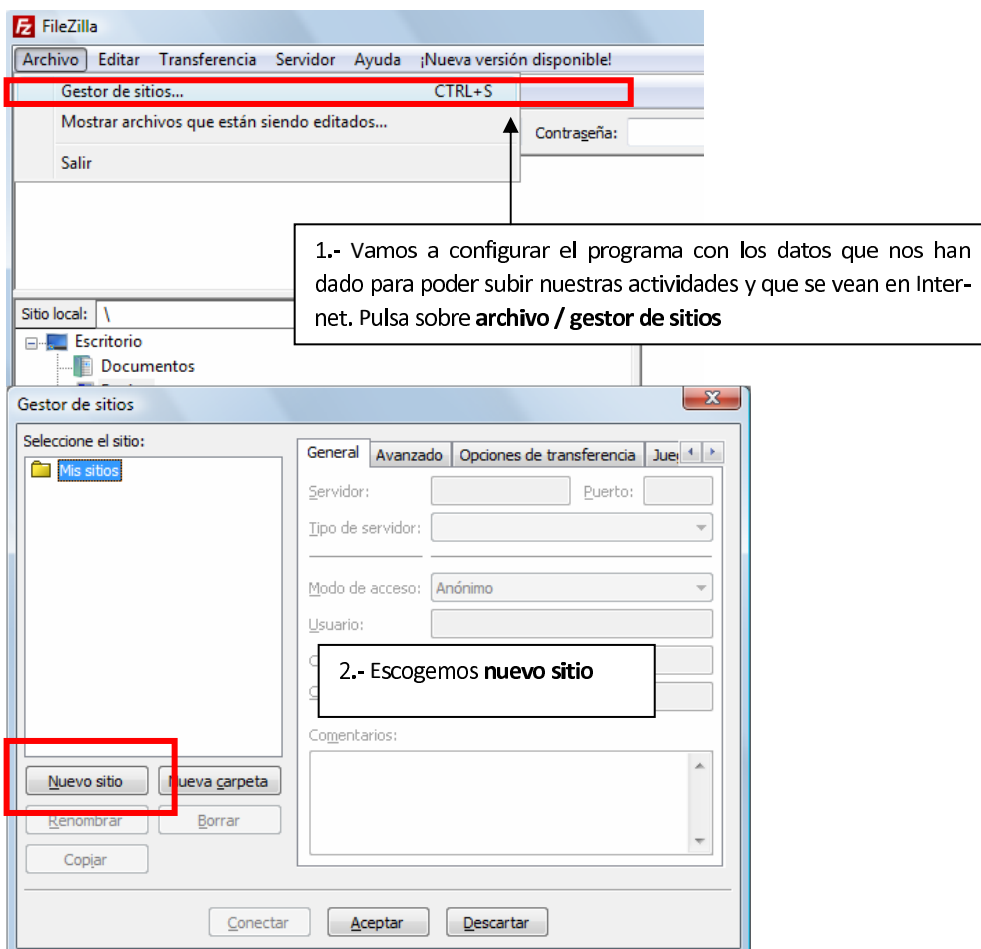 FileZilla
Archivo Editar Transferencia Servidor Ayuda ¡Nueva versión disponible!
Gestor de sitios... CTRL+S
Mostrar archivos que están siendo editados...
Contraseña:
Salir
1.- Vamos a configurar el programa con los datos que nos han
dado para poder subir nuestras actividades y que se vean en Inter-
net. Pulsa sobre archivo / gestor de sitios
Sitio local: \
Escritorio
Documentos
Gestor de sitios
Seleccione el sitio:
Mis sitios
General Avanzado Opciones de transferencia
Servidor: Puerto:
Tipo de servidor:
Modo de acceso: Anónimo
Usuario:
2.- Escogemos nuevo sitio
Comentarios:
Nuevo sitio Nueva carpeta
Renombrar Borrar
Copiar
Conectar Aceptar Descartar